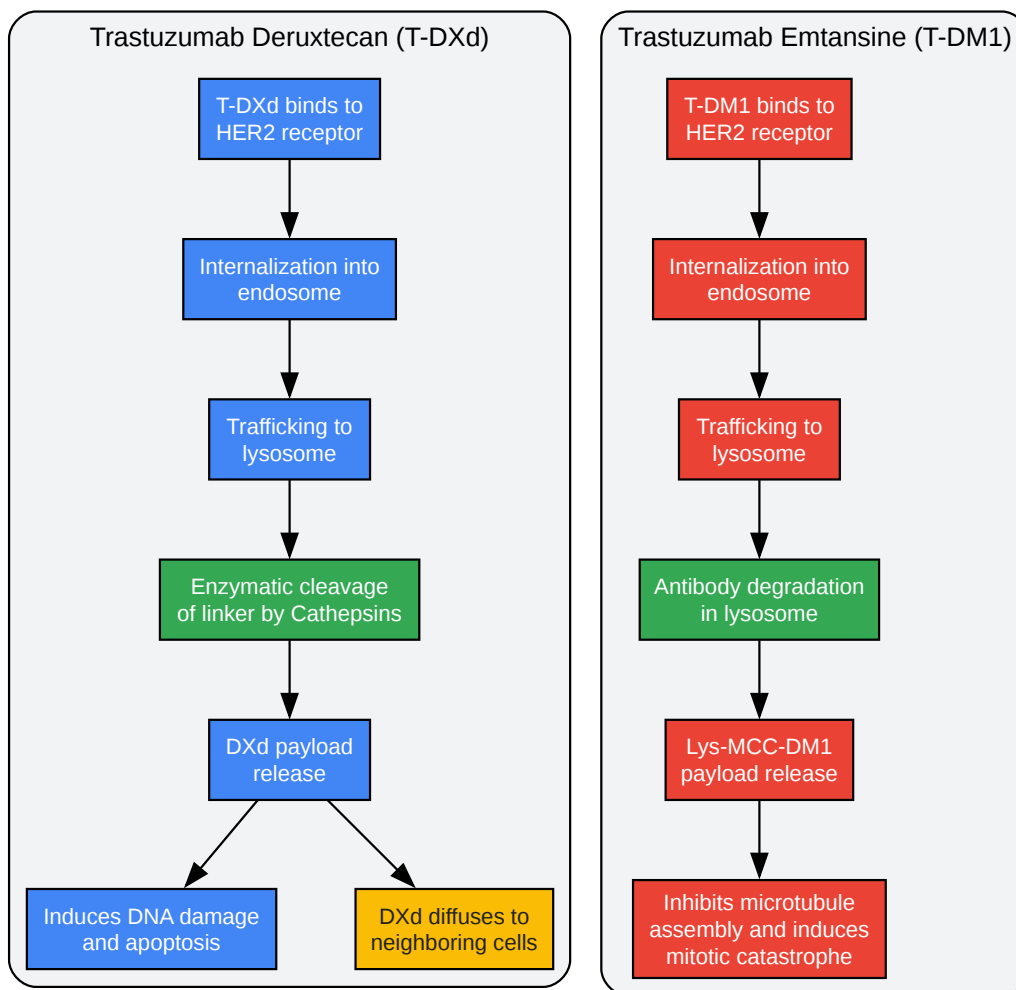 Trastuzumab Deruxtecan (T-DXd)
T-DXd binds to
HER2 receptor
Internalization into
endosome
Trafficking to
lysosome
Enzymatic cleavage
of linker by Cathepsins
DXd payload
release
Induces DNA damage
and apoptosis
DXd diffuses to
neighboring cells
Trastuzumab Emtansine (T-DM1)
T-DM1 binds to
HER2 receptor
Internalization into
endosome
Trafficking to
lysosome
Antibody degradation
in lysosome
Lys-MCC-DM1
payload release
Inhibits microtubule
assembly and induces
mitotic catastrophe